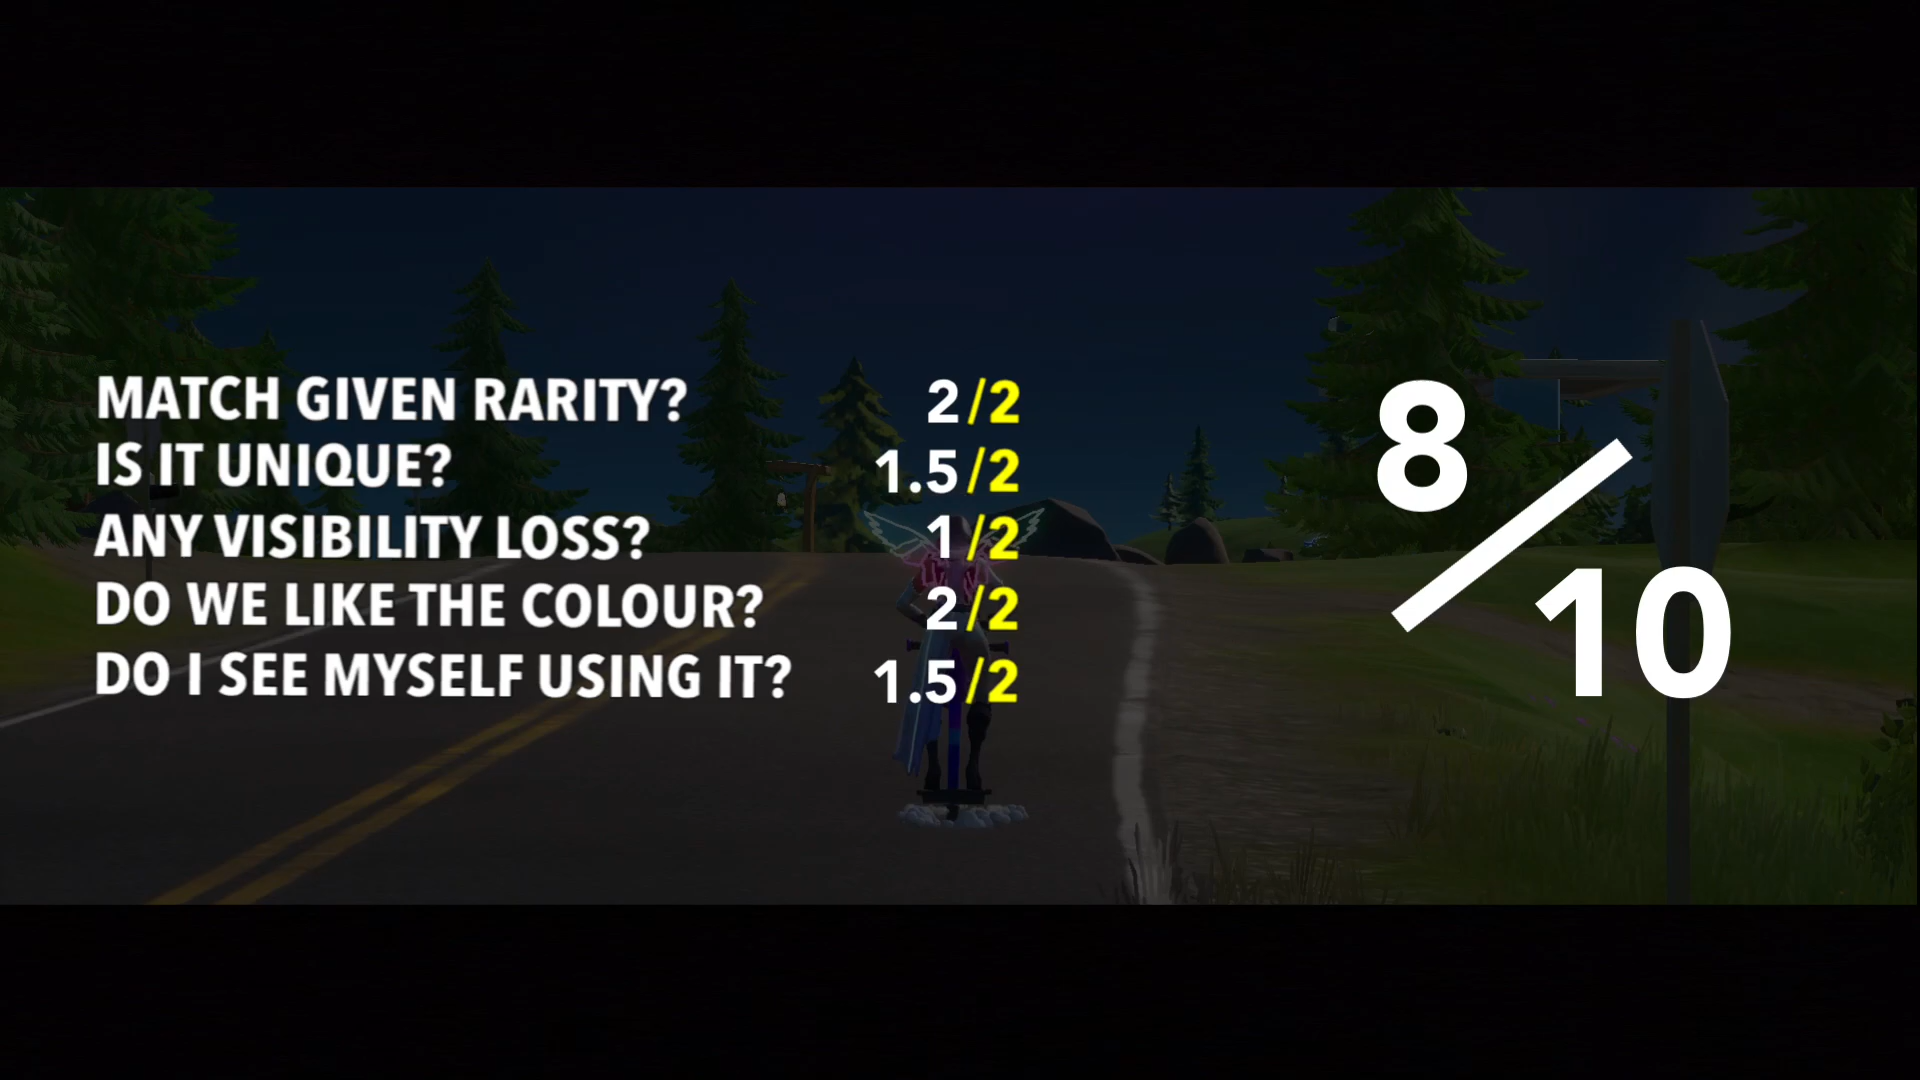 MATCH GIVEN RARITY? 2/2
IS IT UNIQUE? 1.5/2
ANY VISIBILITY LOSS? 1/2
DO WE LIKE THE COLOUR? 2/2
DO I SEE MYSELF USING IT? 1.5/2
8/10